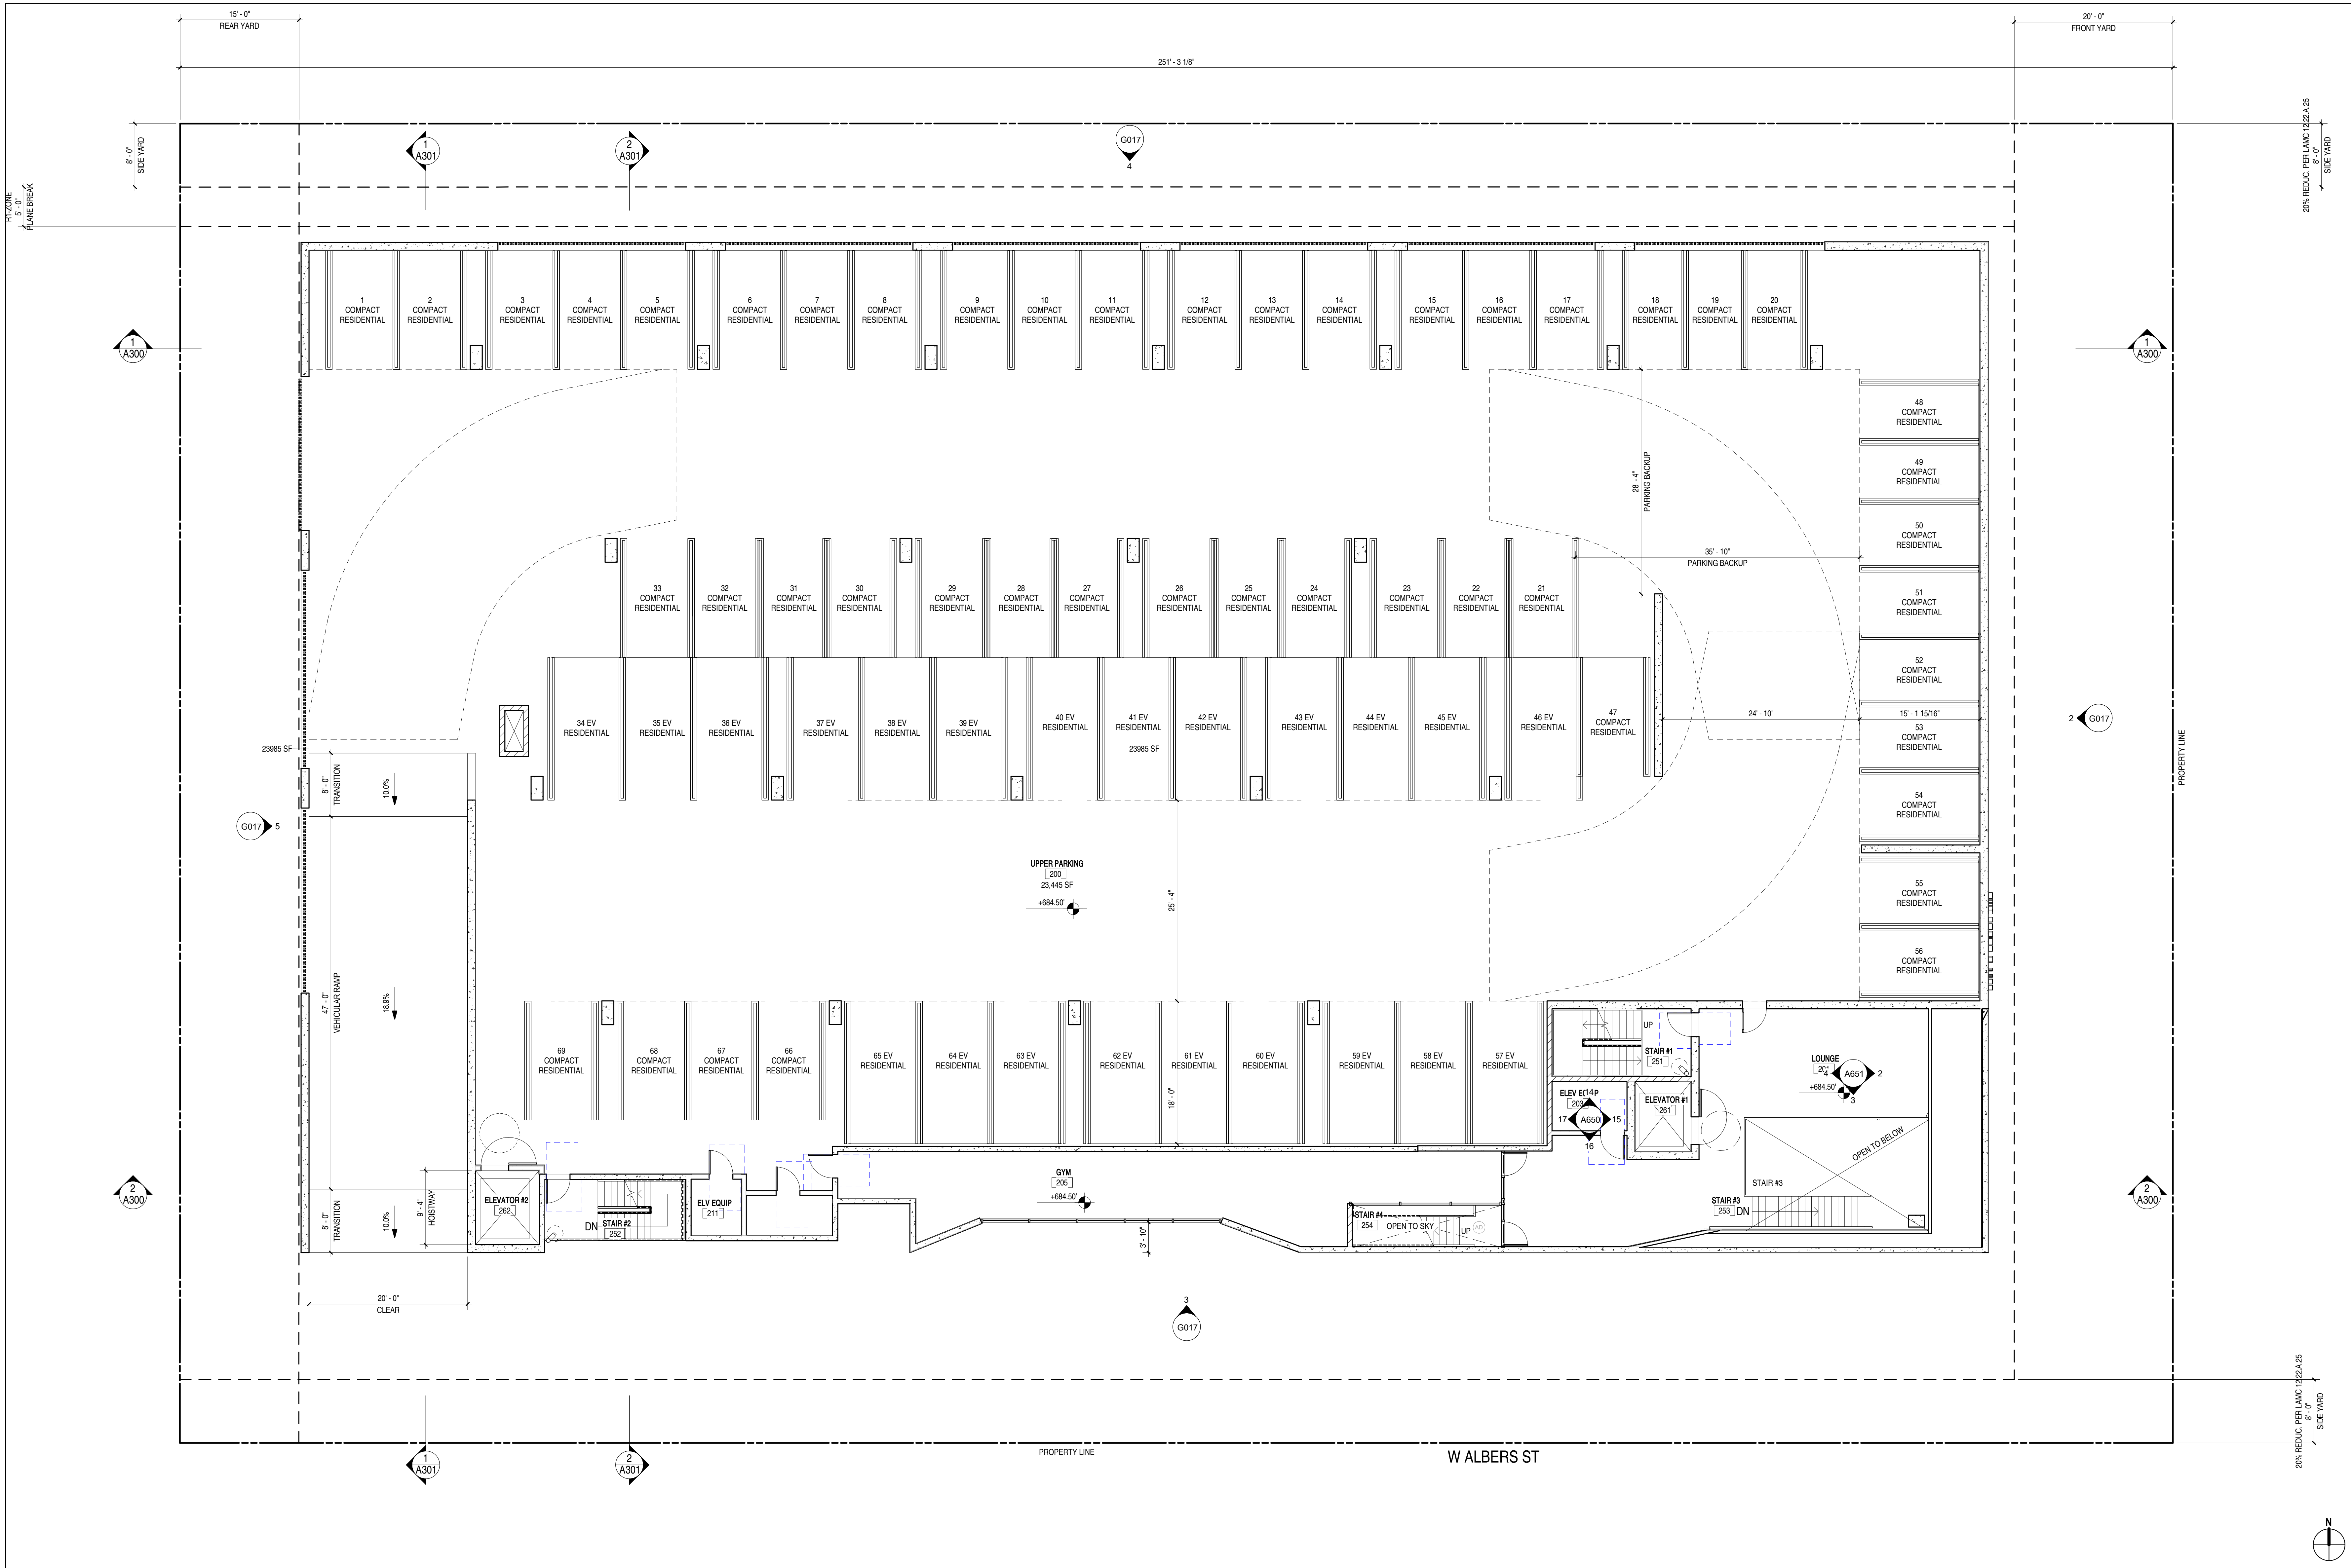 15' - 0"
REAR YARD
20' - 0"
FRONT YARD
251' - 3 1/8"
8' - 0"
SIDE YARD
R1-ZONE
5' - 0"
PLANE BREAK
20% REDUC. PER LAMC 12.22.A.25
8' - 0"
SIDE YARD
1
A301
2
A301
G017
4
1
COMPACT
RESIDENTIAL
2
COMPACT
RESIDENTIAL
3
COMPACT
RESIDENTIAL
4
COMPACT
RESIDENTIAL
5
COMPACT
RESIDENTIAL
6
COMPACT
RESIDENTIAL
7
COMPACT
RESIDENTIAL
8
COMPACT
RESIDENTIAL
9
COMPACT
RESIDENTIAL
10
COMPACT
RESIDENTIAL
11
COMPACT
RESIDENTIAL
12
COMPACT
RESIDENTIAL
13
COMPACT
RESIDENTIAL
14
COMPACT
RESIDENTIAL
15
COMPACT
RESIDENTIAL
16
COMPACT
RESIDENTIAL
17
COMPACT
RESIDENTIAL
18
COMPACT
RESIDENTIAL
19
COMPACT
RESIDENTIAL
20
COMPACT
RESIDENTIAL
1
A300
1
A300
48
COMPACT
RESIDENTIAL
49
COMPACT
RESIDENTIAL
50
COMPACT
RESIDENTIAL
51
COMPACT
RESIDENTIAL
52
COMPACT
RESIDENTIAL
53
COMPACT
RESIDENTIAL
54
COMPACT
RESIDENTIAL
55
COMPACT
RESIDENTIAL
56
COMPACT
RESIDENTIAL
28' - 4"
PARKING BACKUP
35' - 10"
PARKING BACKUP
33
COMPACT
RESIDENTIAL
32
COMPACT
RESIDENTIAL
31
COMPACT
RESIDENTIAL
30
COMPACT
RESIDENTIAL
29
COMPACT
RESIDENTIAL
28
COMPACT
RESIDENTIAL
27
COMPACT
RESIDENTIAL
26
COMPACT
RESIDENTIAL
25
COMPACT
RESIDENTIAL
24
COMPACT
RESIDENTIAL
23
COMPACT
RESIDENTIAL
22
COMPACT
RESIDENTIAL
21
COMPACT
RESIDENTIAL
34 EV
RESIDENTIAL
35 EV
RESIDENTIAL
36 EV
RESIDENTIAL
37 EV
RESIDENTIAL
38 EV
RESIDENTIAL
39 EV
RESIDENTIAL
40 EV
RESIDENTIAL
41 EV
RESIDENTIAL
42 EV
RESIDENTIAL
43 EV
RESIDENTIAL
44 EV
RESIDENTIAL
45 EV
RESIDENTIAL
46 EV
RESIDENTIAL
47
COMPACT
RESIDENTIAL
24' - 10"
15' - 1 15/16"
2
G017
PROPERTY LINE
23985 SF
23985 SF
8' - 0"
TRANSITION
10.0%
G017
5
47' - 0"
VEHICULAR RAMP
18.9%
8' - 0"
TRANSITION
10.0%
UPPER PARKING
200
23,445 SF
+684.50'
25' - 4"
18' - 0"
69
COMPACT
RESIDENTIAL
68
COMPACT
RESIDENTIAL
67
COMPACT
RESIDENTIAL
66
COMPACT
RESIDENTIAL
65 EV
RESIDENTIAL
64 EV
RESIDENTIAL
63 EV
RESIDENTIAL
62 EV
RESIDENTIAL
61 EV
RESIDENTIAL
60 EV
RESIDENTIAL
59 EV
RESIDENTIAL
58 EV
RESIDENTIAL
57 EV
RESIDENTIAL
UP
STAIR #1
251
LOUNGE
4
A651
2
3
+684.50'
14
203
17
A650
15
16
ELEVATOR #1
261
OPEN TO BELOW
STAIR #3
STAIR #3
253
DN
2
A300
2
A300
9' - 4"
HOISTWAY
ELEVATOR #2
262
DN
STAIR #2
252
ELV EQUIP
211
GYM
205
+684.50'
3' - 10"
STAIR #4
254
OPEN TO SKY
UP
AD
20' - 0"
CLEAR
3
G017
20% REDUC. PER LAMC 12.22.A.25
8' - 0"
SIDE YARD
PROPERTY LINE
W ALBERS ST
1
A301
2
A301
N